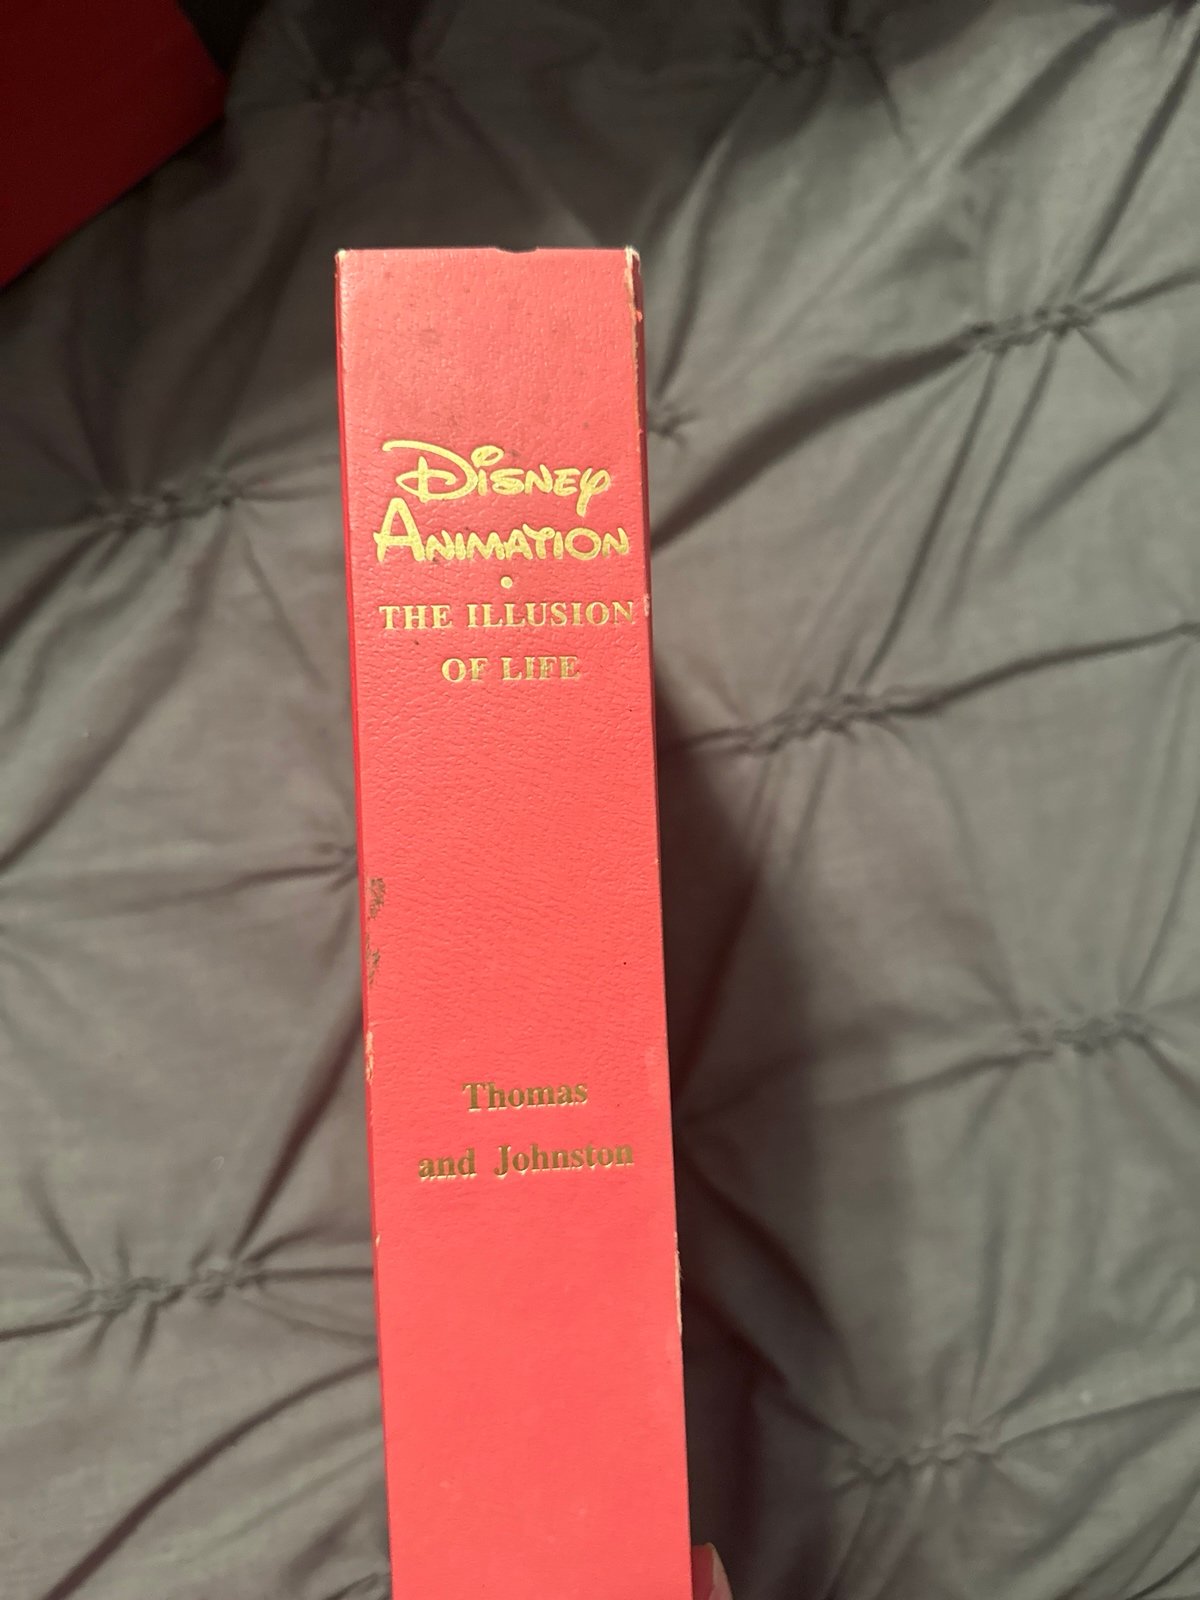 Disney
Animation
•
THE ILLUSION
OF LIFE
Thomas
and Johnston